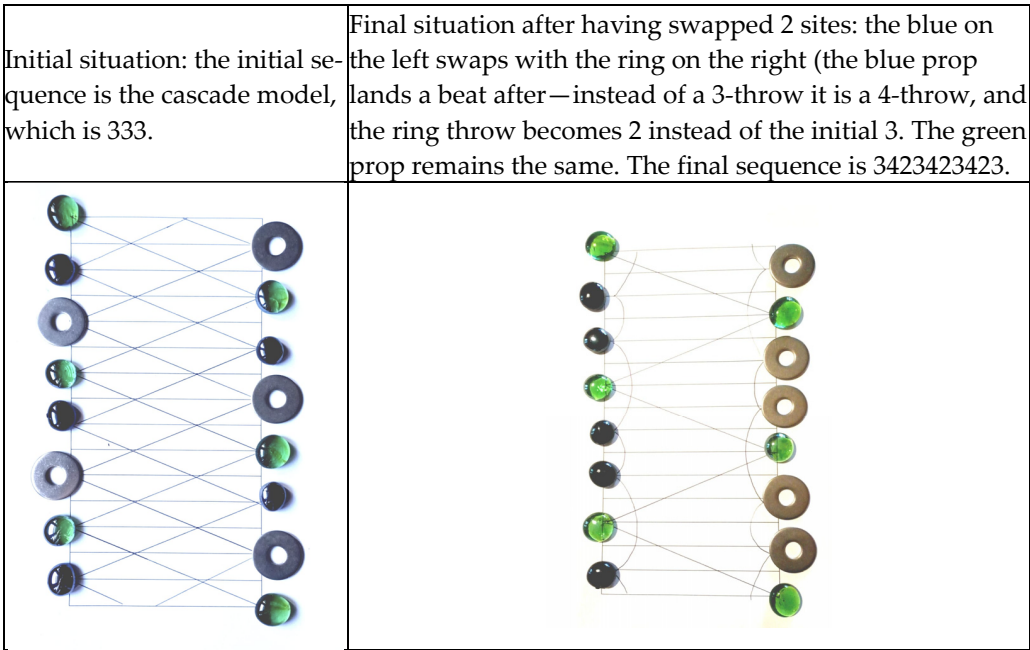 Initial situation: the initial se-
quence is the cascade model,
which is 333.
Final situation after having swapped 2 sites: the blue on
the left swaps with the ring on the right (the blue prop
lands a beat after—instead of a 3-throw it is a 4-throw, and
the ring throw becomes 2 instead of the initial 3. The green
prop remains the same. The final sequence is 3423423423.